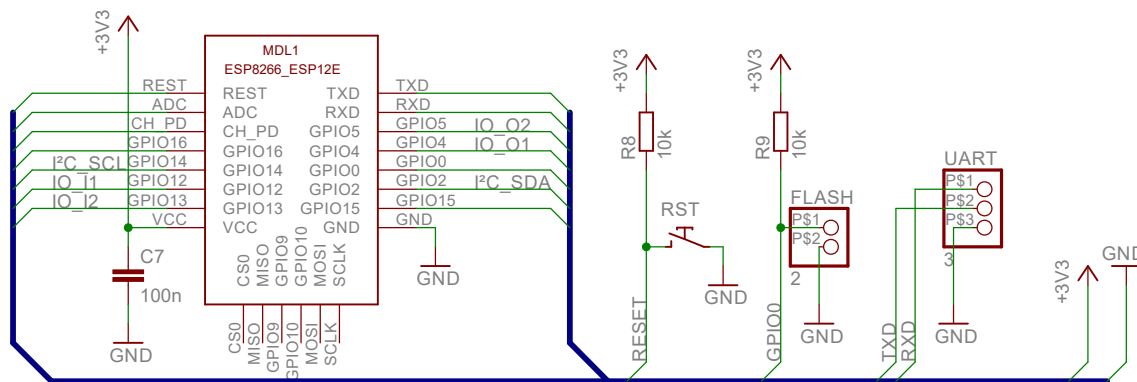 +3V3
MDL1
ESP8266_ESP12E
REST
ADC
CH_PD
GPIO16
I²C_SCL GPIO14
IO_I1 GPIO12
IO_I2 GPIO13
VCC
REST
ADC
CH_PD
GPIO16
GPIO14
GPIO12
GPIO13
VCC
TXD
RXD
GPIO5
GPIO4
GPIO0
GPIO2
GPIO15
GND
TXD
RXD
GPIO5 IO_O2
GPIO4 IO_O1
GPIO0
GPIO2 I²C_SDA
GPIO15
GND
CS0
MISO
GPIO9
GPIO10
MOSI
SCLK
CS0
MISO
GPIO9
GPIO10
MOSI
SCLK
C7
100n
GND
GND
+3V3
R8
10k
RST
GND
RESET
+3V3
R9
10k
FLASH
P$1
P$2
2
GND
GPIO0
UART
P$1
P$2
P$3
3
GND
TXD
RXD
+3V3
GND